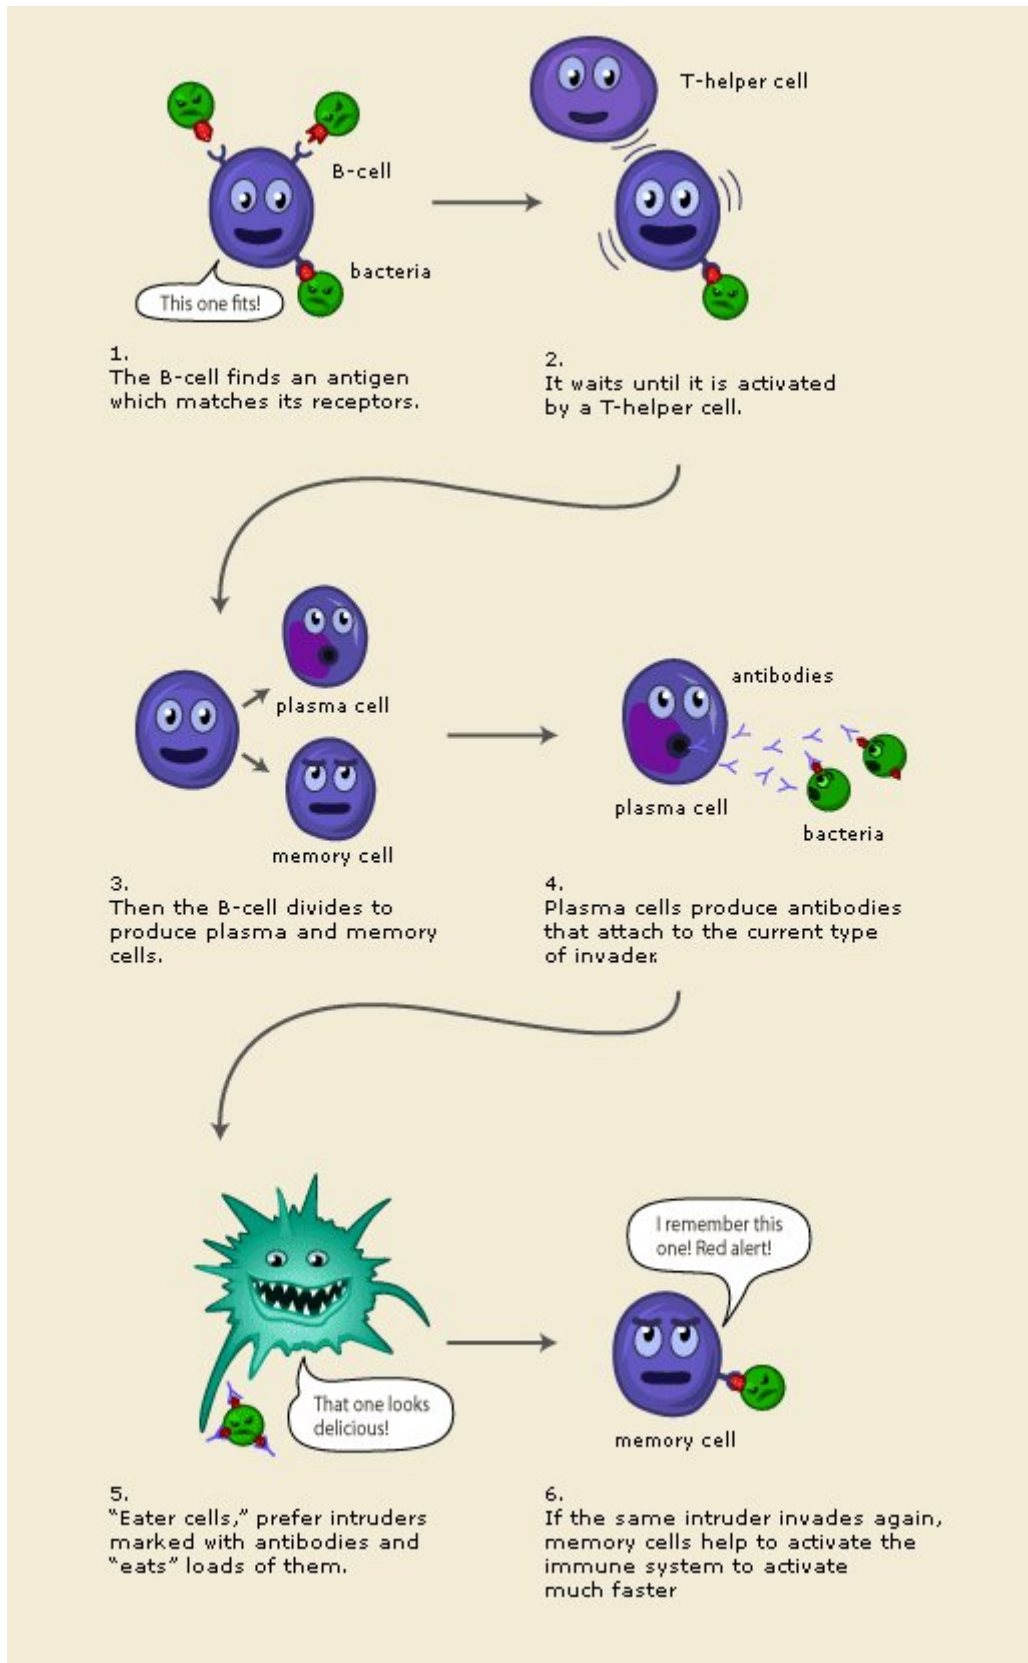 T-helper cell
B-cell
bacteria
This one fits!
1.
The B-cell finds an antigen
which matches its receptors.
2.
It waits until it is activated
by a T-helper cell.
plasma cell
memory cell
3.
Then the B-cell divides to
produce plasma and memory
cells.
antibodies
plasma cell
bacteria
4.
Plasma cells produce antibodies
that attach to the current type
of invader.
That one looks
delicious!
5.
“Eater cells,” prefer intruders
marked with antibodies and
“eats” loads of them.
I remember this
one! Red alert!
memory cell
6.
If the same intruder invades again,
memory cells help to activate the
immune system to activate
much faster